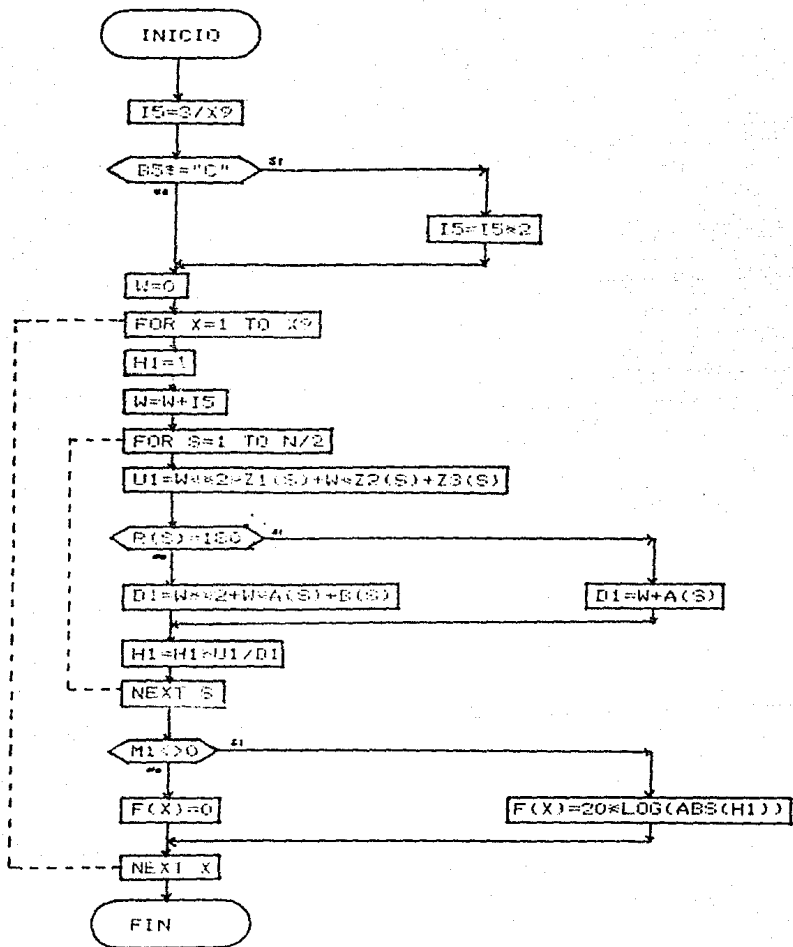 INICIO
I5=3/X9
B5$="C"
SI
NO
I5=I5*2
W=0
FOR X=1 TO X9
H1=1
W=W+I5
FOR S=1 TO N/2
U1=W**2*Z1(S)+W*Z2(S)+Z3(S)
R(S)=180
SI
NO
D1=W**2+W*A(S)+B(S)
D1=W+A(S)
H1=H1*U1/D1
NEXT S
M1<>0
SI
NO
F(X)=0
F(X)=20*LOG(ABS(H1))
NEXT X
FIN